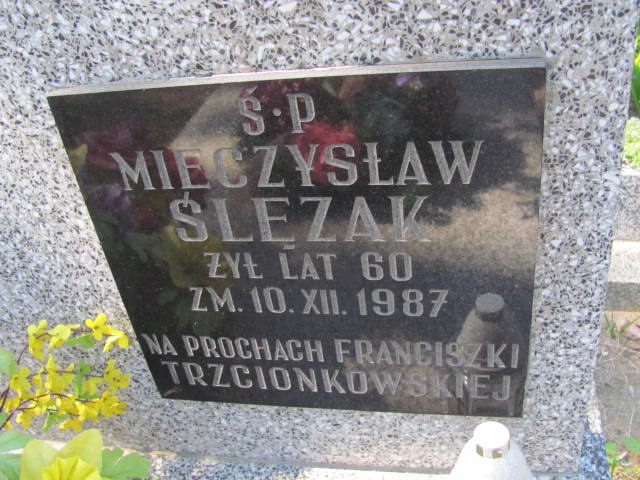 Ś·P
MIECZYSŁAW
ŚLĘZAK
ŻYŁ LAT 60
ZM. 10. XII. 1987
NA PROCHACH FRANCISZKI
TRZCIONKOWSKIEJ